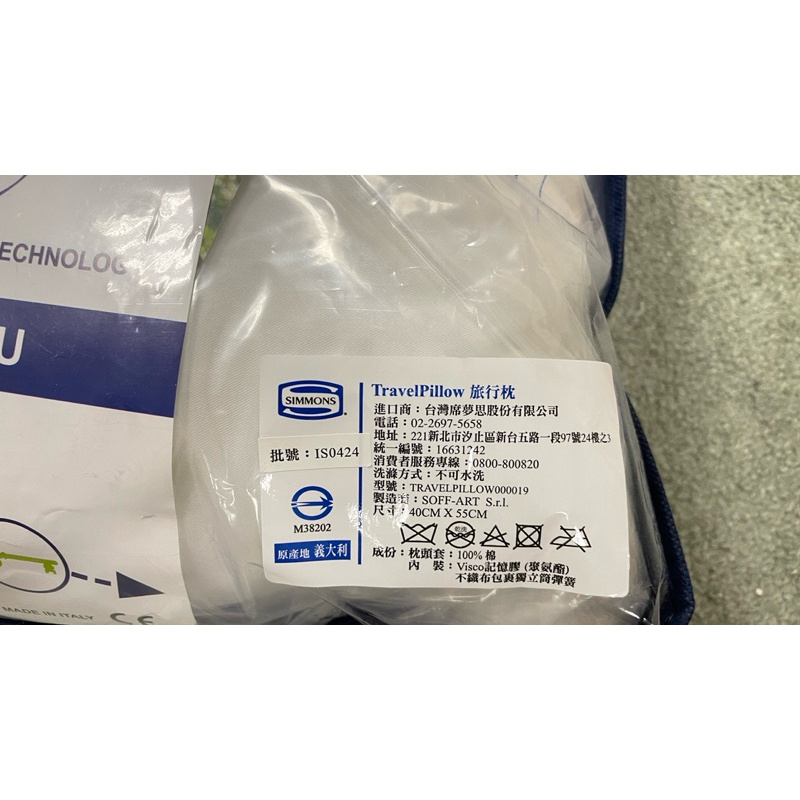 ECHNOLOG
U
MADE IN ITALY
CE
SIMMONS
批號：IS0424
M38202
原產地 義大利
TravelPillow 旅行枕
進口商：台灣席夢思股份有限公司
電話：02-2697-5658
地址：221新北市汐止區新台五路一段97號24樓之3
統一編號：16631242
消費者服務專線：0800-800820
洗滌方式：不可水洗
型號：TRAVELPILLOW000019
製造商：SOFF-ART S.r.l.
尺寸：40CM X 55CM
乾洗
成份：枕頭套：100% 棉
內 裝：Visco記憶膠 (聚氨酯)
不織布包裹獨立筒彈簧